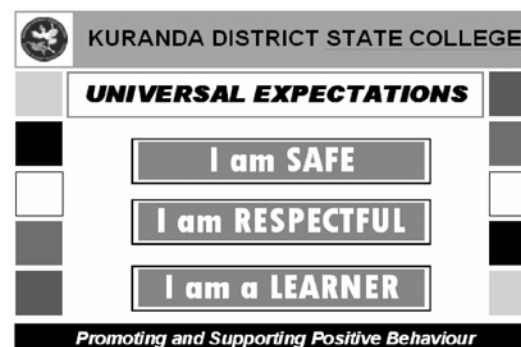 KURANDA DISTRICT STATE COLLEGE
UNIVERSAL EXPECTATIONS
I am SAFE
I am RESPECTFUL
I am a LEARNER
Promoting and Supporting Positive Behaviour